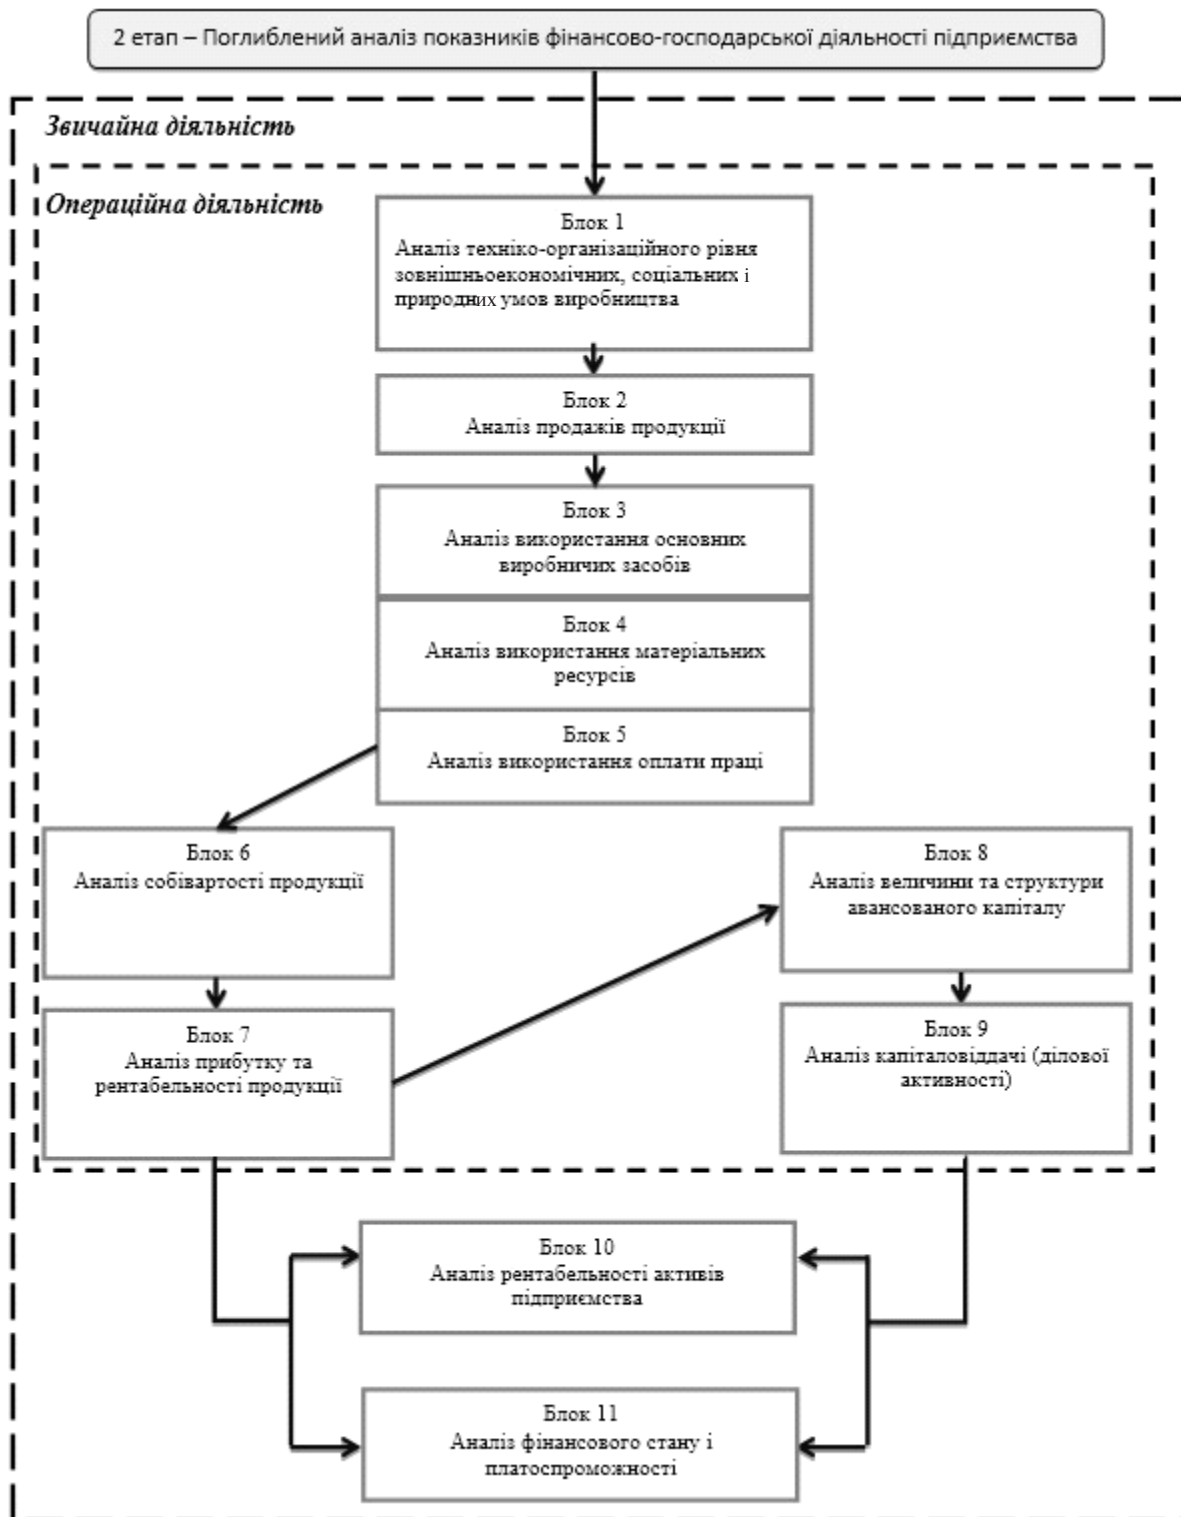 2 етап – Поглиблений аналіз показників фінансово-господарської діяльності підприємства
Звичайна діяльність
Операційна діяльність
Блок 1
Аналіз техніко-організаційного рівня
зовнішньоекономічних, соціальних і
природних умов виробництва
Блок 2
Аналіз продажів продукції
Блок 3
Аналіз використання основних
виробничих засобів
Блок 4
Аналіз використання матеріальних
ресурсів
Блок 5
Аналіз використання оплати праці
Блок 6
Аналіз собівартості продукції
Блок 7
Аналіз прибутку та
рентабельності продукції
Блок 8
Аналіз величини та структури
авансованого капіталу
Блок 9
Аналіз капіталовіддачі (ділової
активності)
Блок 10
Аналіз рентабельності активів
підприємства
Блок 11
Аналіз фінансового стану і
платоспроможності